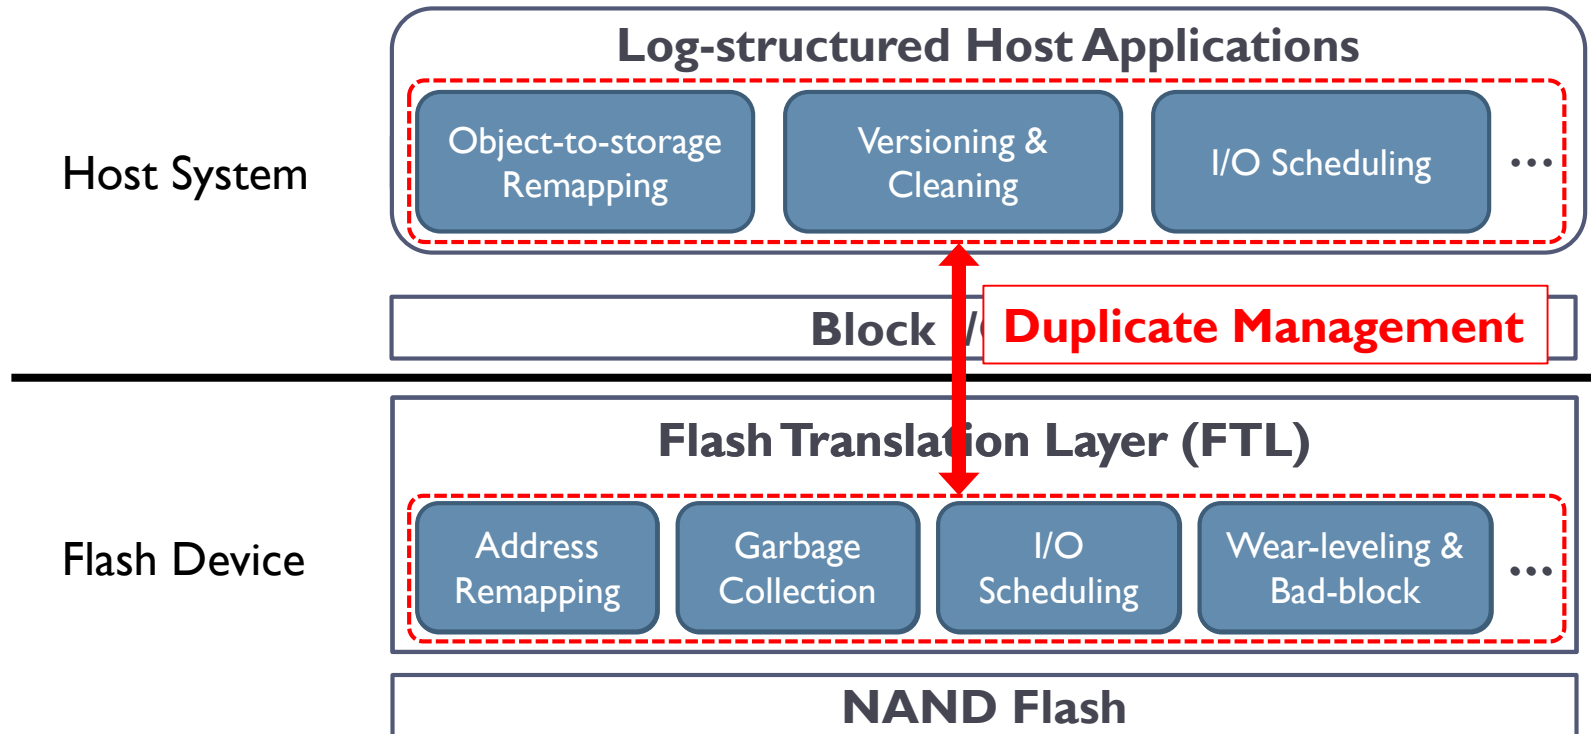 Log-structured Host Applications
Host System
Object-to-storage
Remapping
Versioning &
Cleaning
I/O Scheduling
...
Block
Duplicate Management
Flash Translation Layer (FTL)
Flash Device
Address
Remapping
Garbage
Collection
I/O
Scheduling
Wear-leveling &
Bad-block
...
NAND Flash